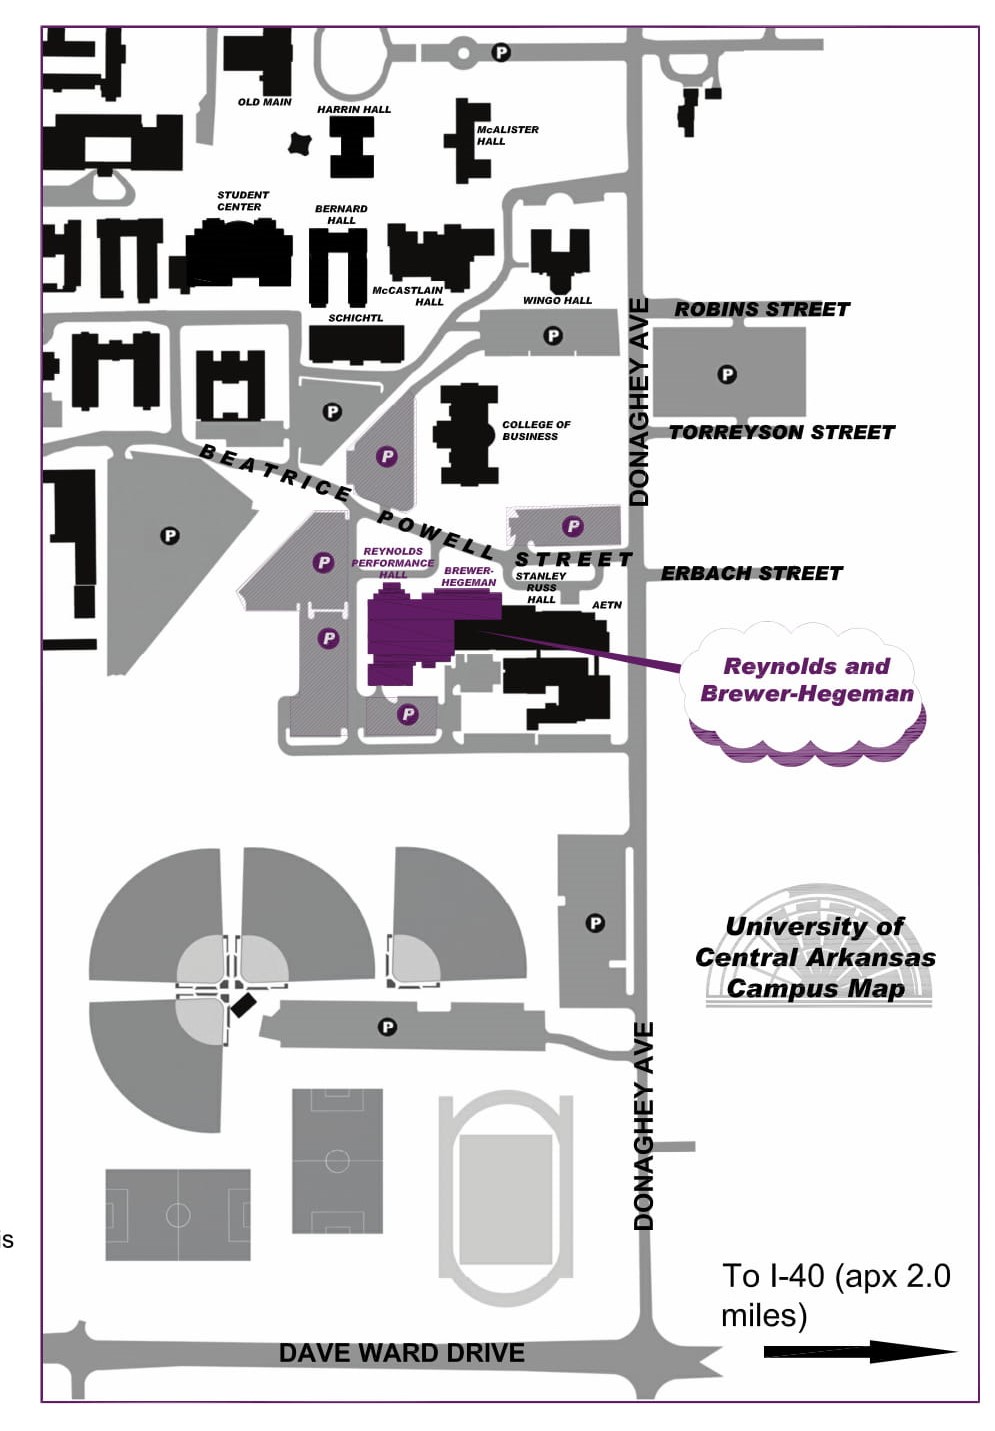 P
OLD MAIN
HARRIN HALL
McALISTER
HALL
STUDENT
CENTER
BERNARD
HALL
McCASTLAIN
HALL
WINGO HALL
SCHICHTL
P
DONAGHEY AVE
ROBINS STREET
P
TORREYSON STREET
P
P
COLLEGE OF
BUSINESS
BEATRICE POWELL STREET
P
P
P
REYNOLDS
PERFORMANCE
HALL
BREWER-
HEGEMAN
STANLEY
RUSS
HALL
AETN
ERBACH STREET
P
P
Reynolds and
Brewer-Hegeman
P
University of
Central Arkansas
Campus Map
P
DONAGHEY AVE
is
To I-40 (apx 2.0
miles)
DAVE WARD DRIVE